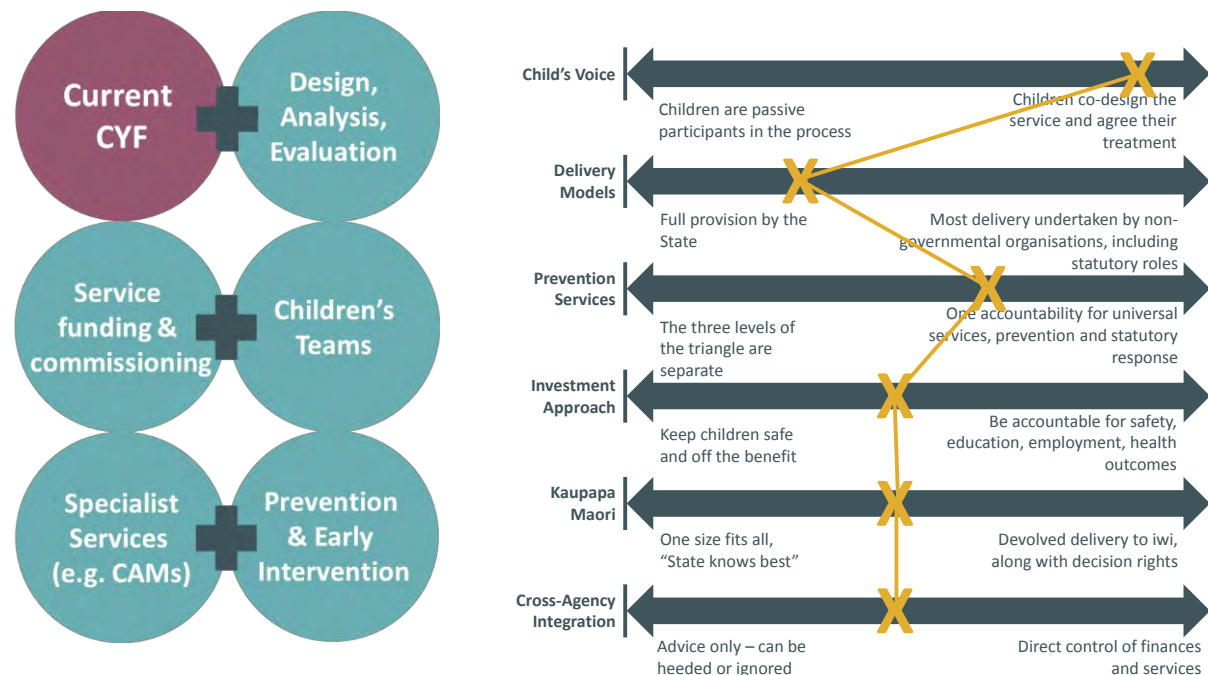 Current
CYF
Design,
Analysis,
Evaluation
Service
funding &
commissioning
Children’s
Teams
Specialist
Services
(e.g. CAMs)
Prevention
& Early
Intervention
Child’s Voice
Children are passive
participants in the process
Children co-design the
service and agree their
treatment
Delivery
Models
Full provision by the
State
Most delivery undertaken by non-
governmental organisations, including
statutory roles
Prevention
Services
The three levels of
the triangle are
separate
One accountability for universal
services, prevention and statutory
response
Investment
Approach
Keep children safe
and off the benefit
Be accountable for safety,
education, employment, health
outcomes
Kaupapa
Maori
One size fits all,
“State knows best”
Devolved delivery to iwi,
along with decision rights
Cross-Agency
Integration
Advice only – can be
heeded or ignored
Direct control of finances
and services